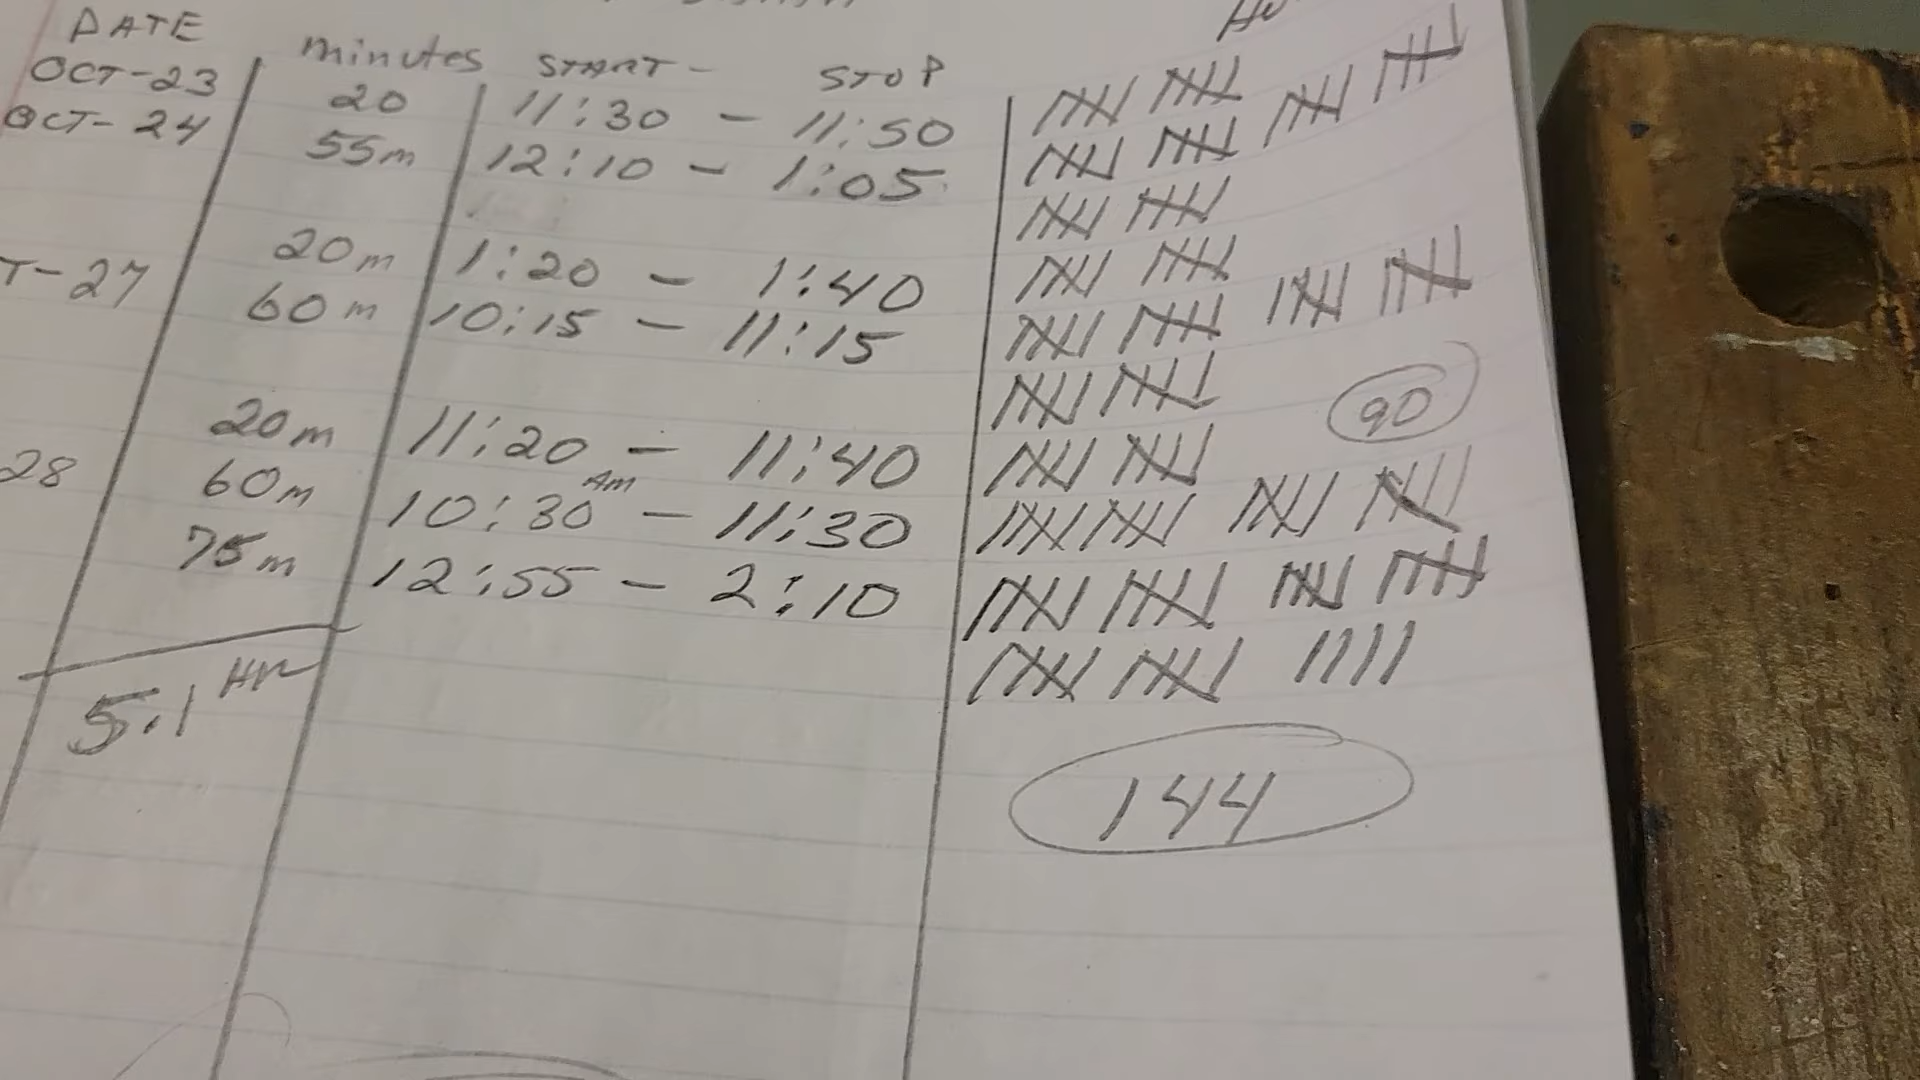 DATE minutes START - STOP
OCT-23 20 11:30 - 11:50
OCT-24 55m 12:10 - 1:05
20m 1:20 - 1:40
T-27 60m 10:15 - 11:15
90
20m 11:20 - 11:40
28 60m 10:30 Am - 11:30
75m 12:55 - 2:10
5.1 Hr
144